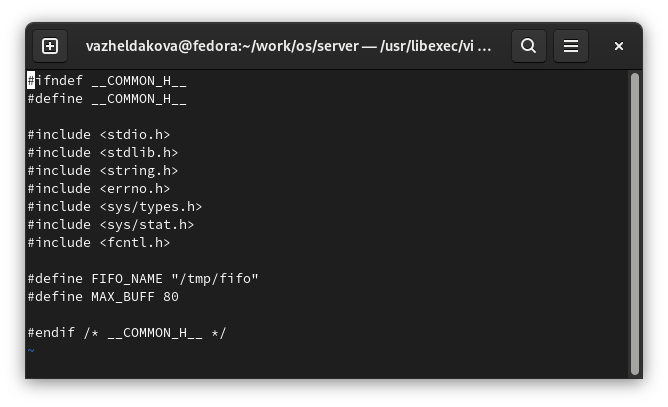 vazheldakova@fedora:~/work/os/server — /usr/libexec/vi ...
#ifndef __COMMON_H__
#define __COMMON_H__
#include <stdio.h>
#include <stdlib.h>
#include <string.h>
#include <errno.h>
#include <sys/types.h>
#include <sys/stat.h>
#include <fcntl.h>
#define FIFO_NAME "/tmp/fifo"
#define MAX_BUFF 80
#endif /* __COMMON_H__ */
~